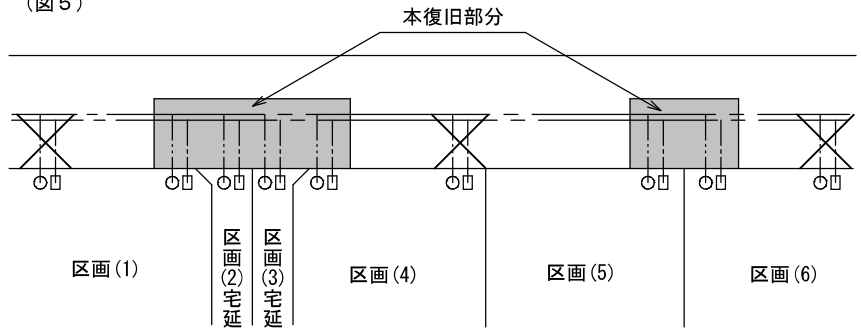 （図５）
本復旧部分
区画(1)
区画(2)宅延
区画(3)宅延
区画(4)
区画(5)
区画(6)